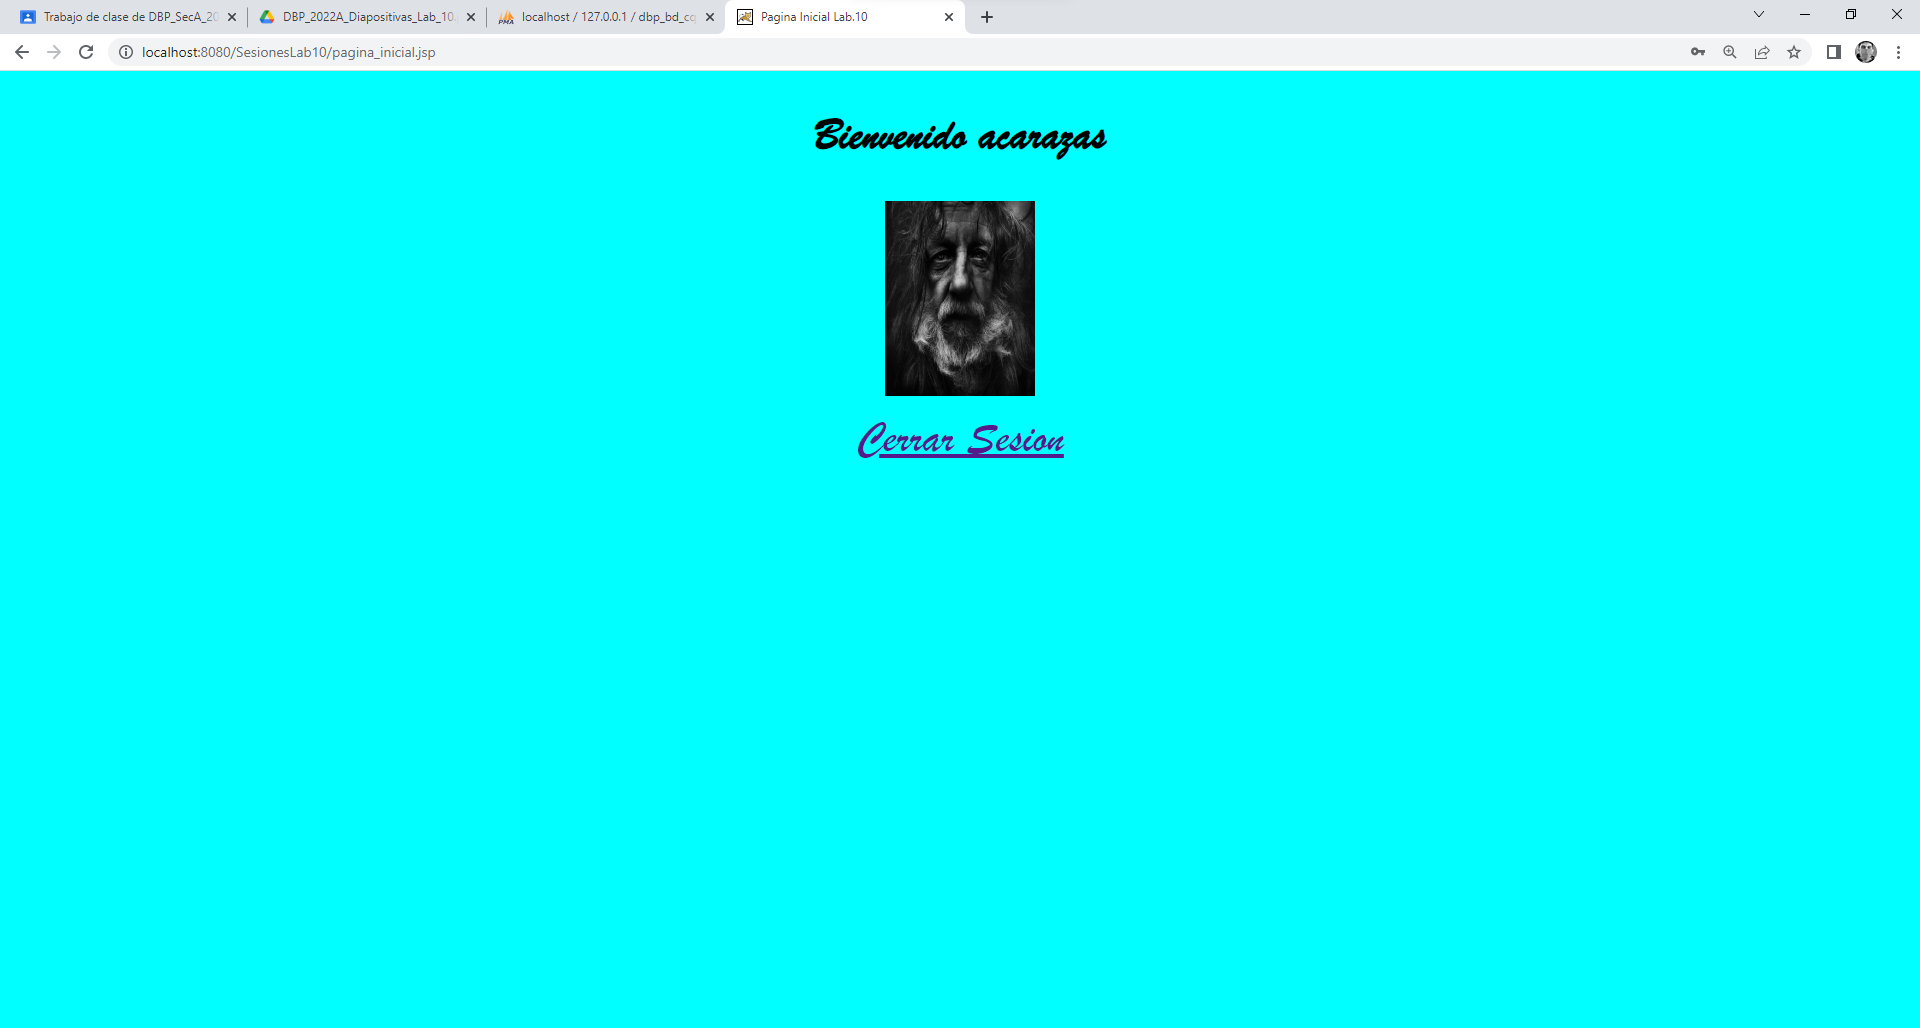 Trabajo de clase de DBP_SecA_20
DBP_2022A_Diapositivas_Lab_10.
localhost / 127.0.0.1 / dbp_bd_cq
Pagina Inicial Lab.10
localhost:8080/SesionesLab10/pagina_inicial.jsp
Bienvenido acarazas
Cerrar Sesion